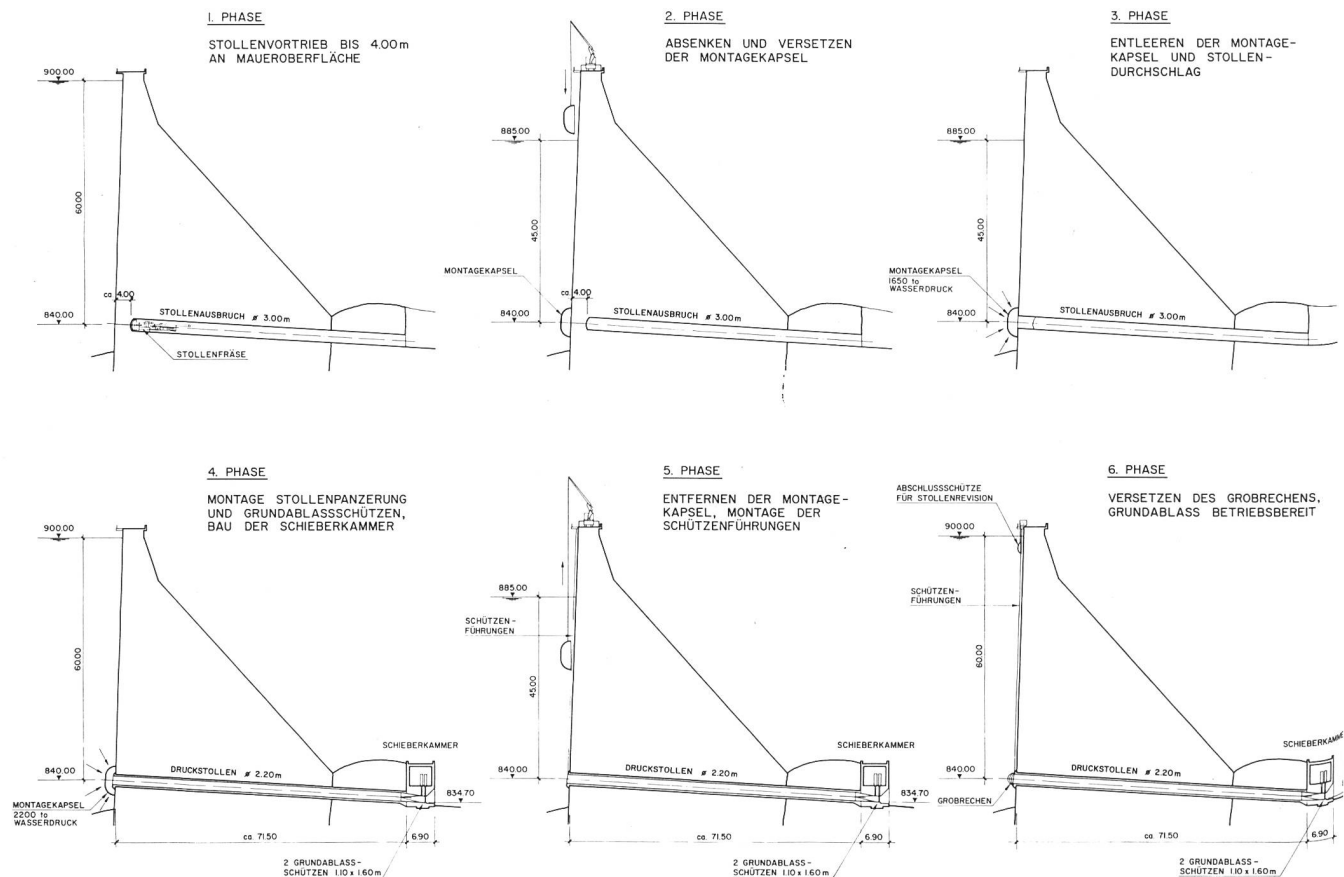 1. PHASE
STOLLENVORTRIEB BIS 4.00 m
AN MAUEROBERFLÄCHE
900.00
60.00
ca. 4.00
840.00
STOLLENAUSBRUCH ø 3.00 m
STOLLENFRÄSE
2. PHASE
ABSENKEN UND VERSETZEN
DER MONTAGEKAPSEL
885.00
45.00
MONTAGEKAPSEL
ca. 4.00
840.00
STOLLENAUSBRUCH ø 3.00 m
3. PHASE
ENTLEEREN DER MONTAGE-
KAPSEL UND STOLLEN-
DURCHSCHLAG
885.00
45.00
MONTAGEKAPSEL
1650 to
WASSERDRUCK
840.00
STOLLENAUSBRUCH ø 3.00 m
4. PHASE
MONTAGE STOLLENPANZERUNG
UND GRUNDABLASSSCHÜTZEN,
BAU DER SCHIEBERKAMMER
900.00
60.00
SCHIEBERKAMMER
840.00
DRUCKSTOLLEN ø 2.20 m
MONTAGEKAPSEL
2200 to
WASSERDRUCK
834.70
ca. 71.50
6.90
2 GRUNDABLASS-
SCHÜTZEN 1.10 x 1.60 m
5. PHASE
ENTFERNEN DER MONTAGE-
KAPSEL, MONTAGE DER
SCHÜTZENFÜHRUNGEN
885.00
SCHÜTZEN-
FÜHRUNGEN
45.00
SCHIEBERKAMMER
840.00
DRUCKSTOLLEN ø 2.20 m
834.70
ca. 71.50
6.90
2 GRUNDABLASS-
SCHÜTZEN 1.10 x 1.60 m
6. PHASE
VERSETZEN DES GROBRECHENS,
GRUNDABLASS BETRIEBSBEREIT
ABSCHLUSSSCHÜTZE
FÜR STOLLENREVISION
900.00
SCHÜTZEN-
FÜHRUNGEN
60.00
SCHIEBERKAMMER
840.00
DRUCKSTOLLEN ø 2.20 m
GROBRECHEN
ca. 71.50
6.90
2 GRUNDABLASS-
SCHÜTZEN 1.10 x 1.60 m